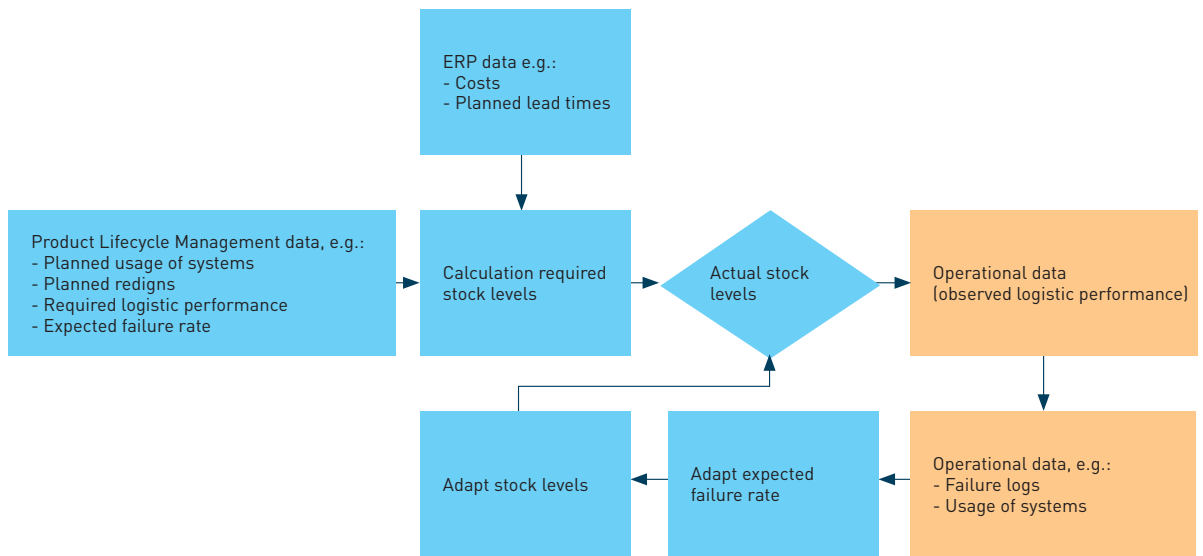 ERP data e.g.:
- Costs
- Planned lead times
Product Lifecycle Management data, e.g.:
- Planned usage of systems
- Planned redigns
- Required logistic performance
- Expected failure rate
Calculation required
stock levels
Actual stock
levels
Operational data
(observed logistic performance)
Adapt stock levels
Adapt expected
failure rate
Operational data, e.g.:
- Failure logs
- Usage of systems